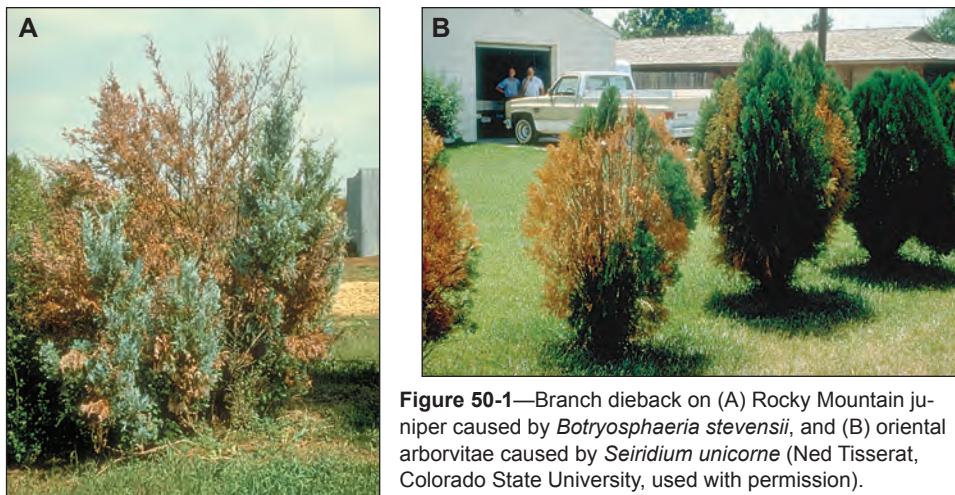 A
B
Figure 50-1—Branch dieback on (A) Rocky Mountain ju-
niper caused by Botryosphaeria stevensii, and (B) oriental
arborvitae caused by Seiridium unicorne (Ned Tisserat,
Colorado State University, used with permission).